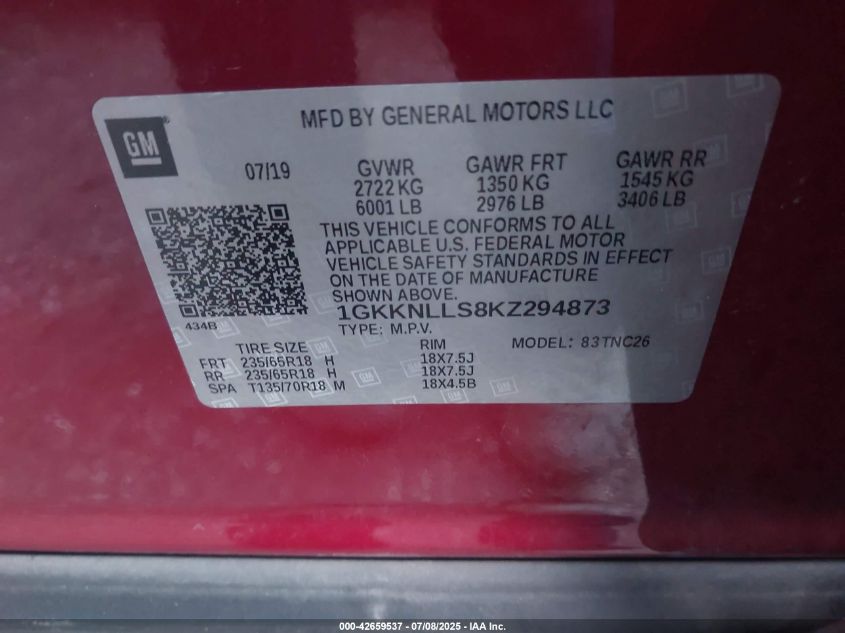 MFD BY GENERAL MOTORS LLC
GM
07/19 GVWR GAWR FRT GAWR RR
2722 KG 1350 KG 1545 KG
6001 LB 2976 LB 3406 LB
THIS VEHICLE CONFORMS TO ALL
APPLICABLE U.S. FEDERAL MOTOR
VEHICLE SAFETY STANDARDS IN EFFECT
ON THE DATE OF MANUFACTURE
SHOWN ABOVE.
1GKKNLLS8KZ294873
434B
TYPE: M.P.V. MODEL: 83TNC26
TIRE SIZE RIM
FRT 235/65R18 H 18X7.5J
RR 235/65R18 H 18X7.5J
SPA T135/70R18 M 18X4.5B
000-42659537 - 07/08/2025 - IAA Inc.